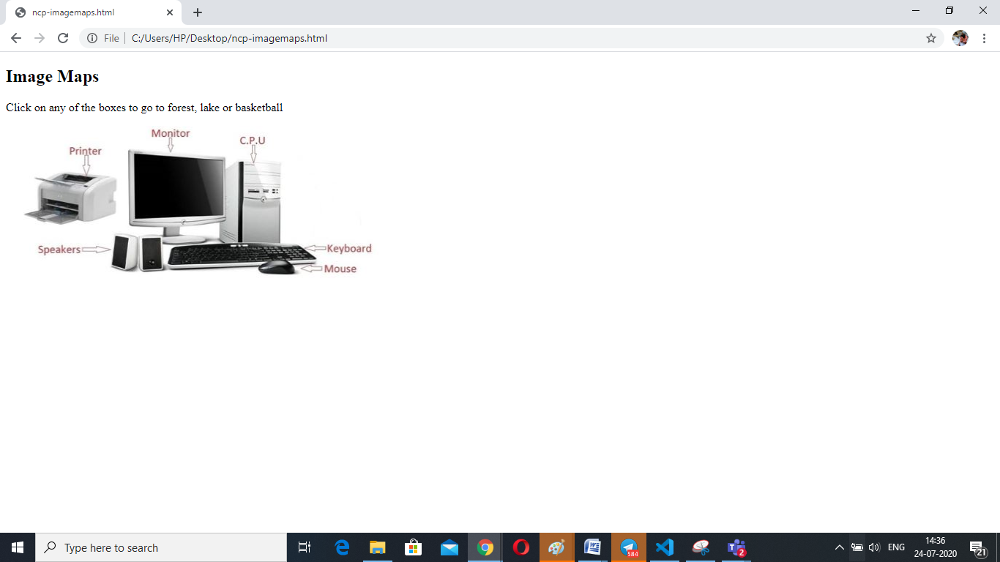 ncp-imagemaps.html
File C:/Users/HP/Desktop/ncp-imagemaps.html
Image Maps
Click on any of the boxes to go to forest, lake or basketball
Monitor
C.P.U
Printer
Speakers
Keyboard
Mouse
Type here to search
584
2
ENG
14:36
24-07-2020
21